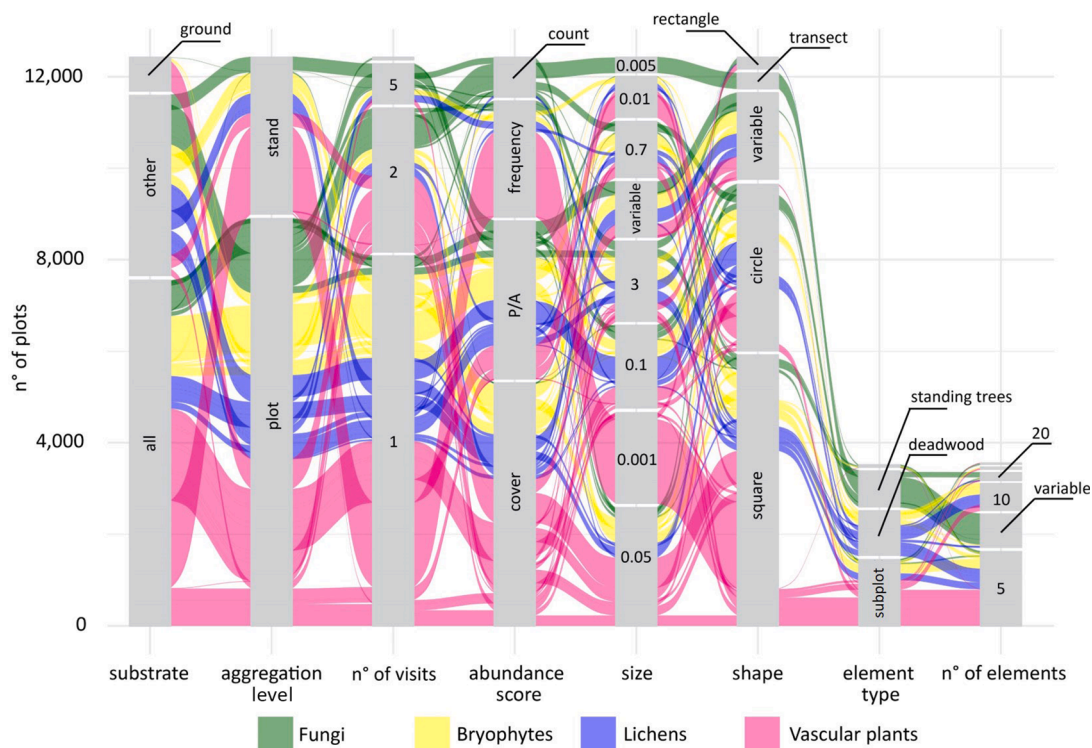 rectangle
ground
count
transect
12,000
5
0.005
0.01
stand
frequency
variable
other
2
0.7
variable
8,000
circle
3
P/A
n° of plots
0.1
plot
standing trees
deadwood
20
4,000
all
1
0.001
variable
cover
square
10
0.05
subplot
5
0
substrate
aggregation level
n° of visits
abundance score
size
shape
element type
n° of elements
Fungi
Bryophytes
Lichens
Vascular plants